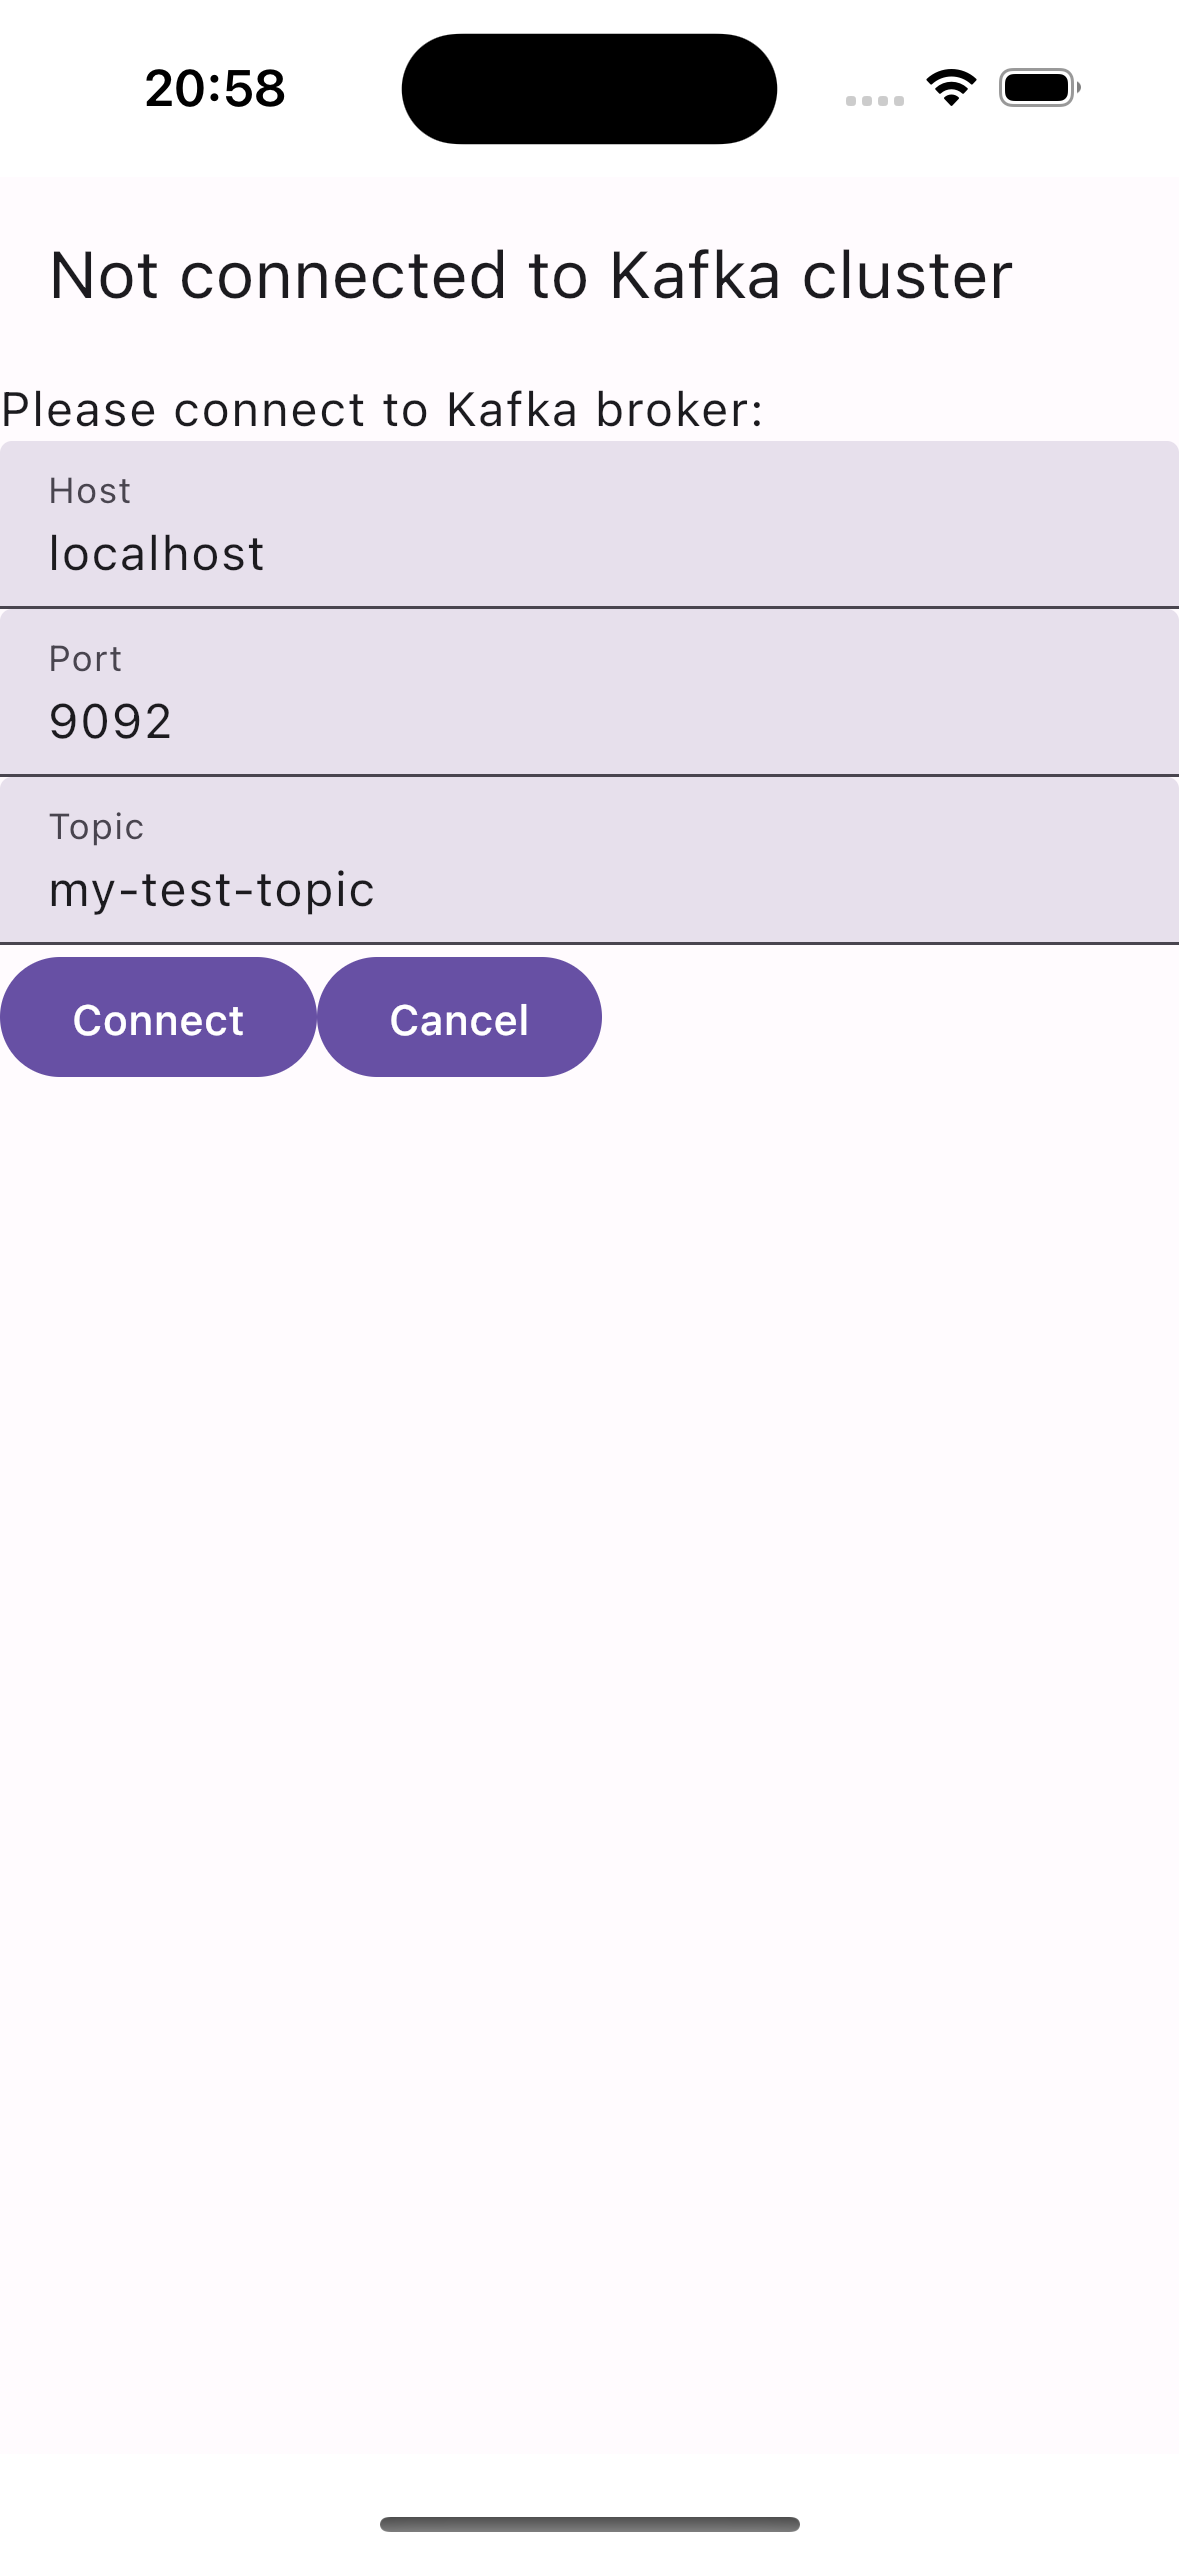 20:58
Not connected to Kafka cluster
Please connect to Kafka broker:
Host
localhost
Port
9092
Topic
my-test-topic
Connect Cancel